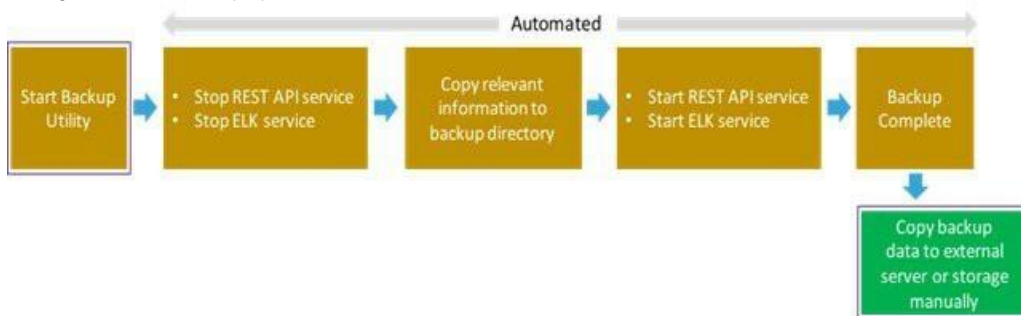 Automated
Start Backup
Utility
• Stop REST API service
• Stop ELK service
Copy relevant
information to
backup directory
• Start REST API service
• Start ELK service
Backup
Complete
Copy backup
data to external
server or storage
manually